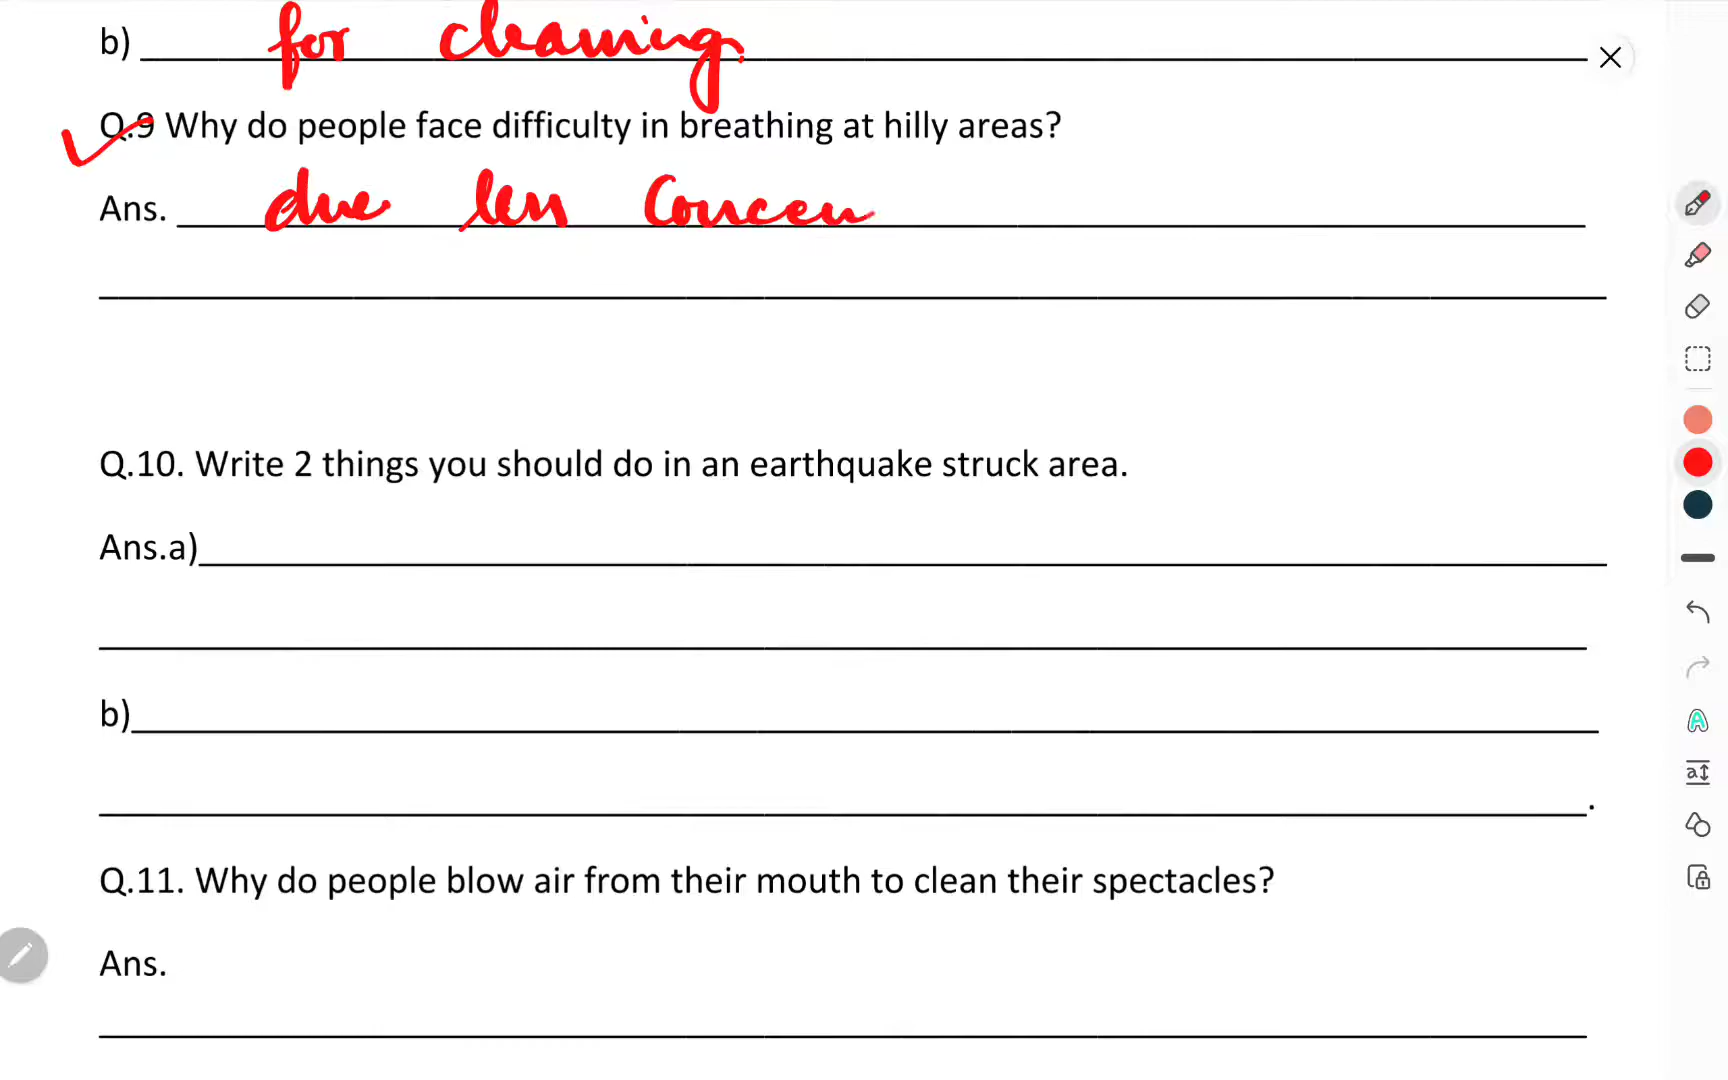 b) for cleaning
Q.9 Why do people face difficulty in breathing at hilly areas?
Ans. due less Concen
Q.10. Write 2 things you should do in an earthquake struck area.
Ans.a)
b)
.
Q.11. Why do people blow air from their mouth to clean their spectacles?
Ans.